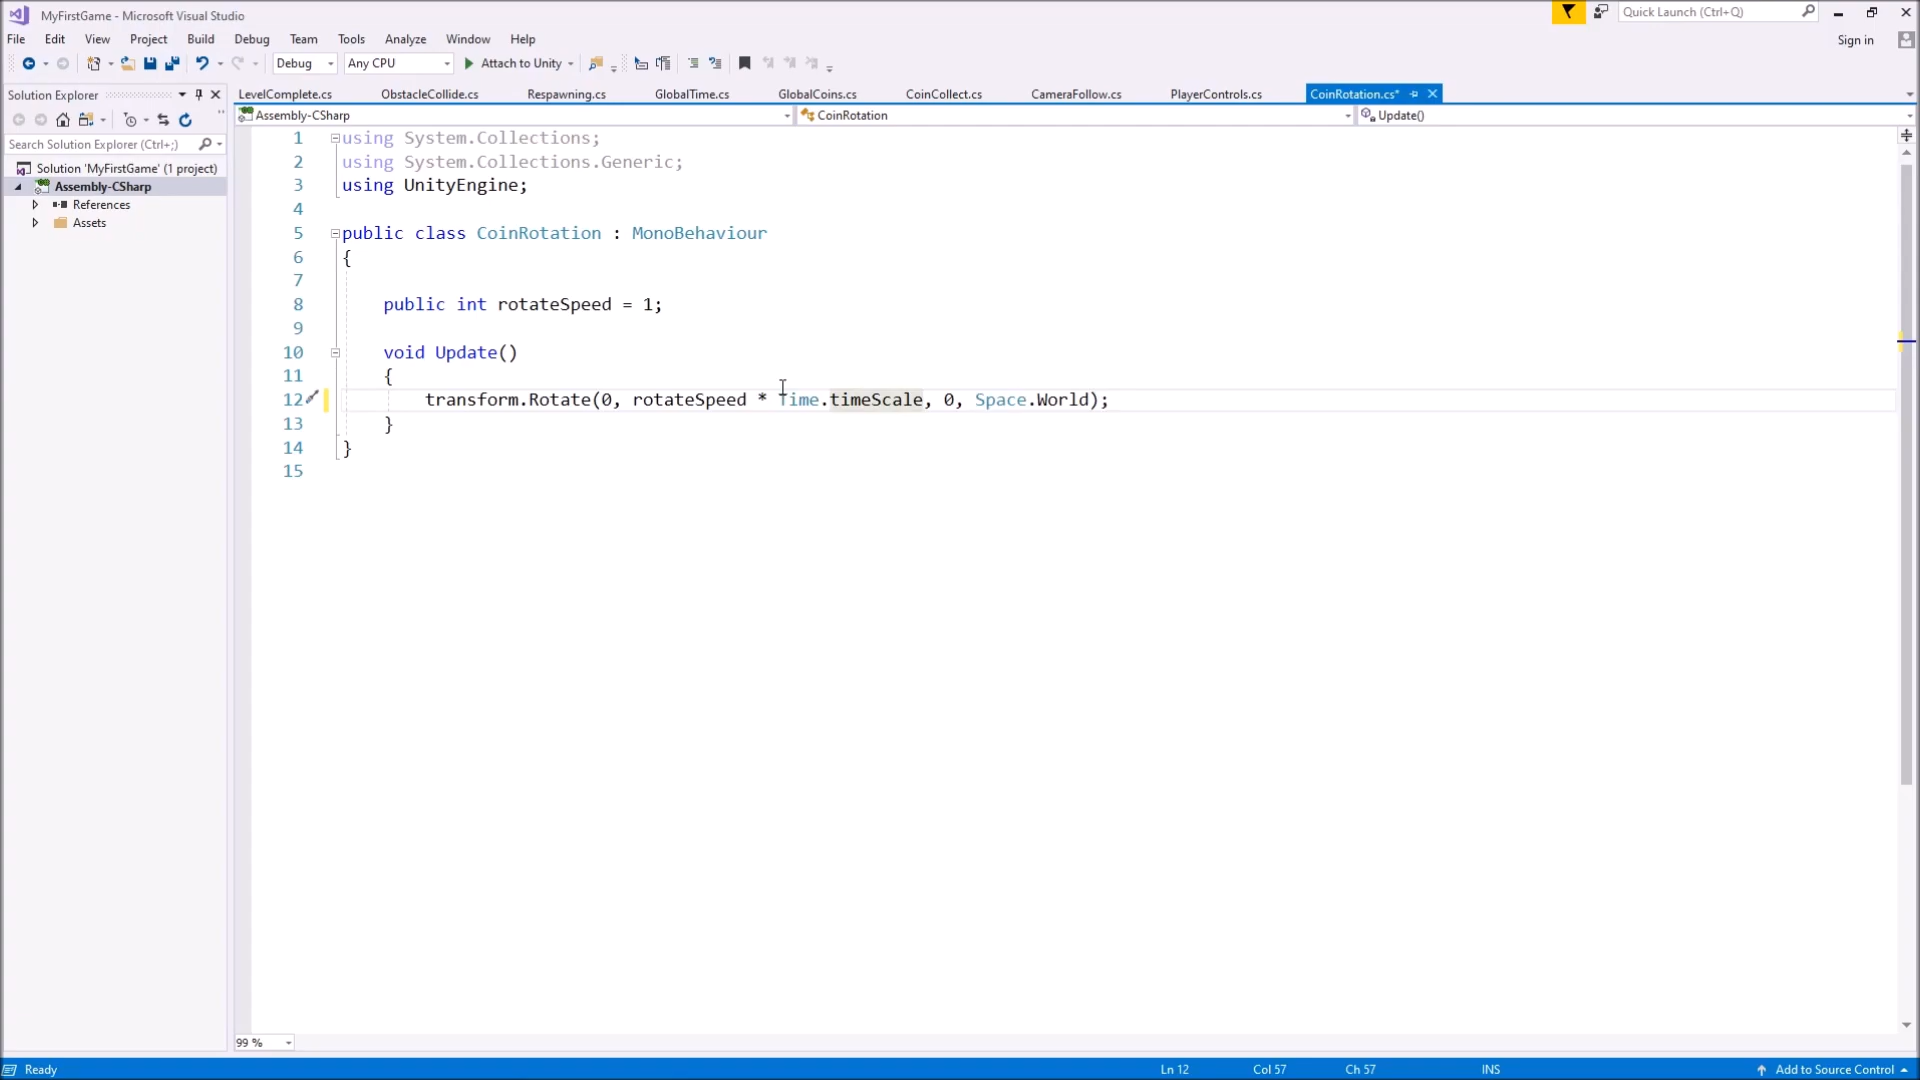 MyFirstGame - Microsoft Visual Studio
Quick Launch (Ctrl+Q)
File Edit View Project Build Debug Team Tools Analyze Window Help
Sign in
Debug Any CPU Attach to Unity
Solution Explorer
LevelComplete.cs ObstacleCollide.cs Respawning.cs GlobalTime.cs GlobalCoins.cs CoinCollect.cs CameraFollow.cs PlayerControls.cs CoinRotation.cs*
Assembly-CSharp CoinRotation Update()
Search Solution Explorer (Ctrl+;)
Solution 'MyFirstGame' (1 project)
Assembly-CSharp
References
Assets
1 using System.Collections;
2 using System.Collections.Generic;
3 using UnityEngine;
4
5 public class CoinRotation : MonoBehaviour
6 {
7
8 public int rotateSpeed = 1;
9
10 void Update()
11 {
12 transform.Rotate(0, rotateSpeed * Time.timeScale, 0, Space.World);
13 }
14 }
15
99 %
Ready Ln 12 Col 57 Ch 57 INS Add to Source Control